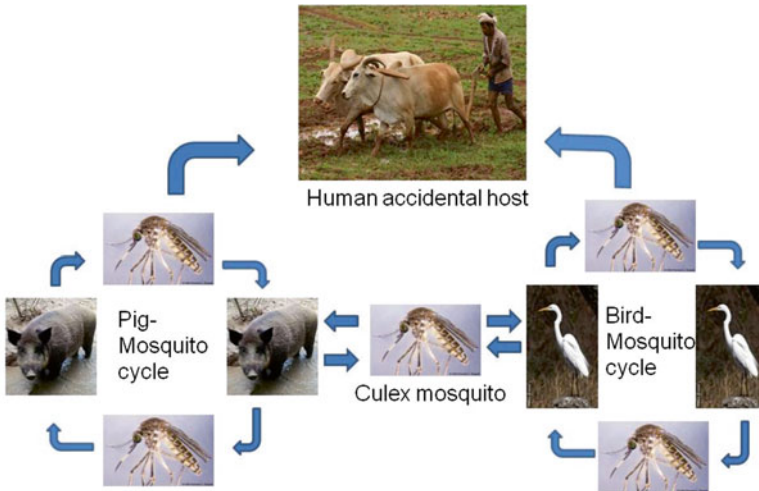 Human accidental host
Pig-
Mosquito
cycle
Culex mosquito
Bird-
Mosquito
cycle